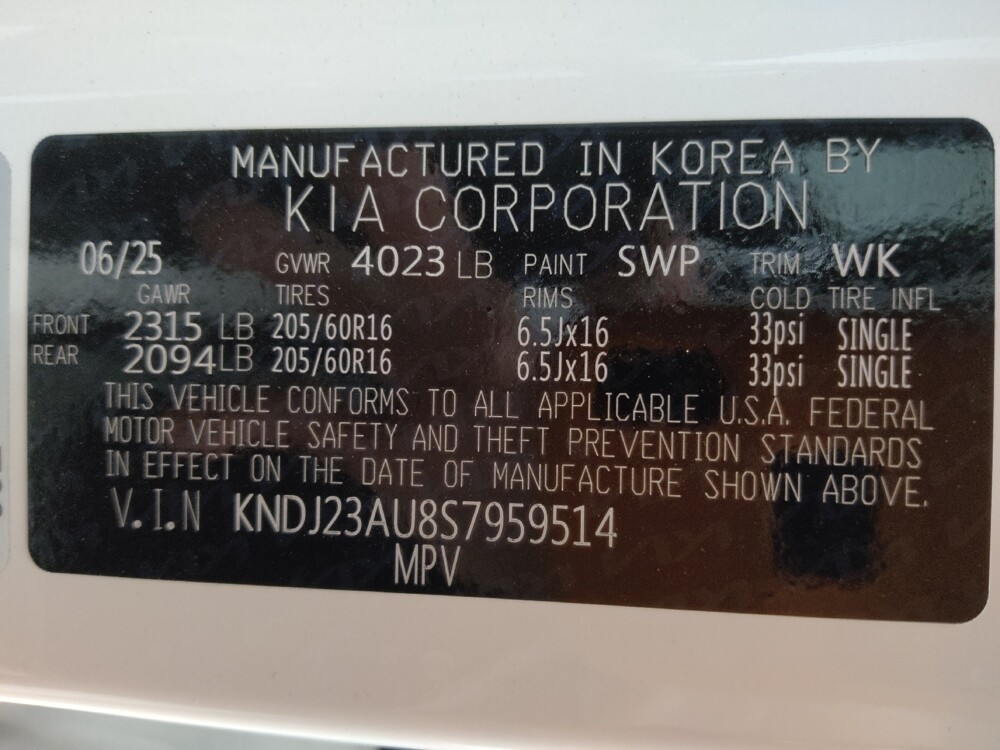 MANUFACTURED IN KOREA BY
KIA CORPORATION
06/25 GVWR 4023 LB PAINT SWP TRIM WK
GAWR TIRES RIMS COLD TIRE INFL
FRONT 2315 LB 205/60R16 6.5Jx16 33psi SINGLE
REAR 2094 LB 205/60R16 6.5Jx16 33psi SINGLE
THIS VEHICLE CONFORMS TO ALL APPLICABLE U.S.A. FEDERAL
MOTOR VEHICLE SAFETY AND THEFT PREVENTION STANDARDS
IN EFFECT ON THE DATE OF MANUFACTURE SHOWN ABOVE.
V.I.N KNDJ23AU8S7959514
MPV